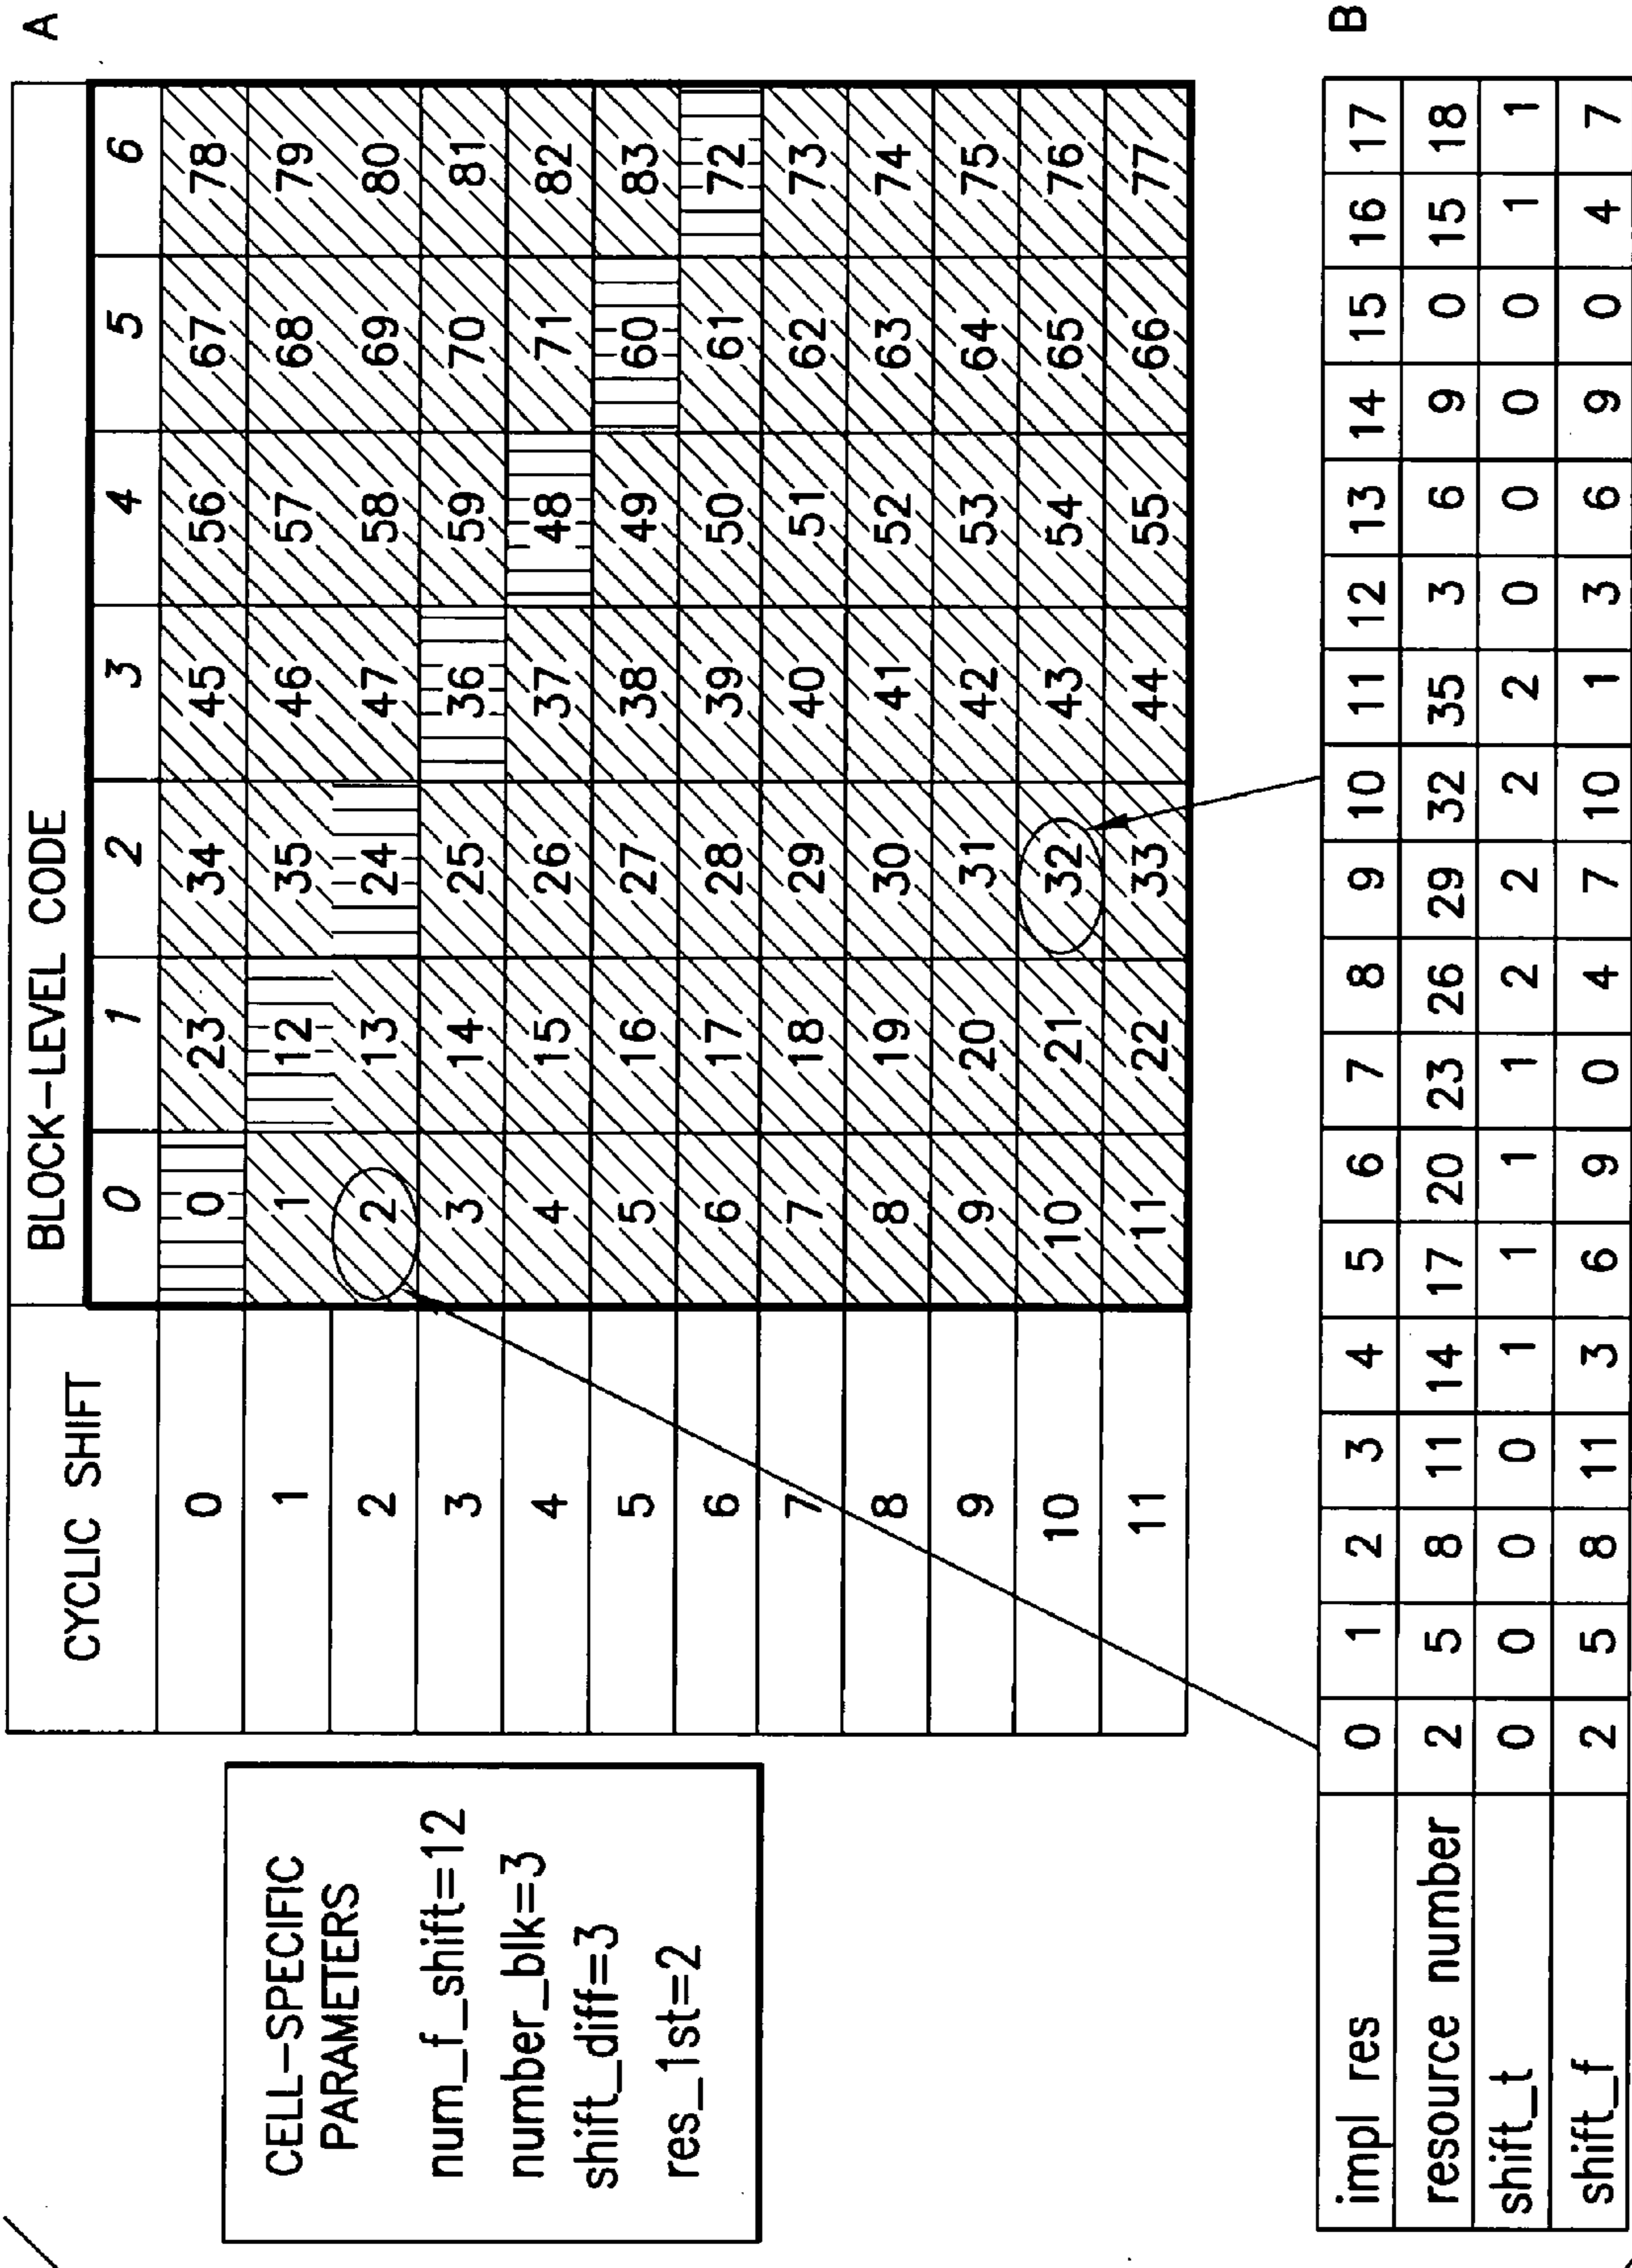 A
BLOCK-LEVEL CODE
CYCLIC SHIFT 0 1 2 3 4 5 6
0 0 23 34 45 56 67 78
1 1 12 35 46 57 68 79
2 2 13 24 47 58 69 80
3 3 14 25 36 59 70 81
4 4 15 26 37 48 71 82
5 5 16 27 38 49 60 83
6 6 17 28 39 50 61 72
7 7 18 29 40 51 62 73
8 8 19 30 41 52 63 74
9 9 20 31 42 53 64 75
10 10 21 32 43 54 65 76
11 11 22 33 44 55 66 77
CELL-SPECIFIC
PARAMETERS
num_f_shift=12
number_blk=3
shift_diff=3
res_1st=2
B
impl res 0 1 2 3 4 5 6 7 8 9 10 11 12 13 14 15 16 17
resource number 2 5 8 11 14 17 20 23 26 29 32 35 3 6 9 0 15 18
shift_t 0 0 0 0 1 1 1 1 2 2 2 2 0 0 0 0 1 1
shift_f 2 5 8 11 3 6 9 0 4 7 10 1 3 6 9 0 4 7